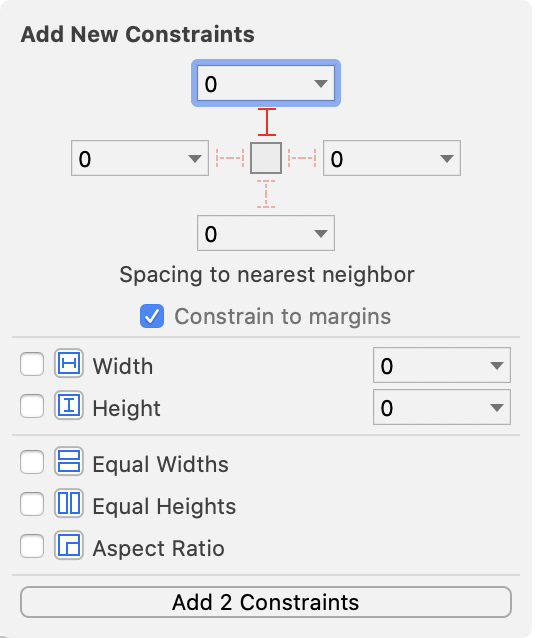 Add New Constraints
0
0 0
0
Spacing to nearest neighbor
Constrain to margins
Width 0
Height 0
Equal Widths
Equal Heights
Aspect Ratio
Add 2 Constraints